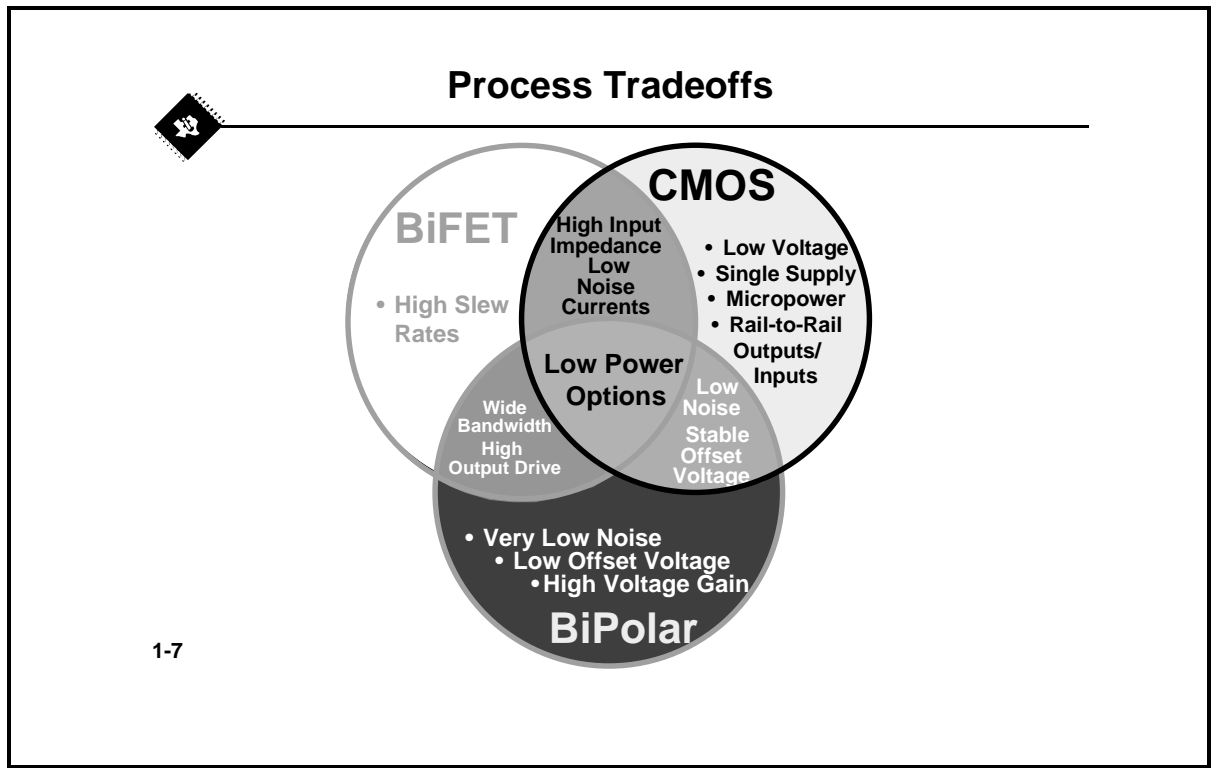 Process Tradeoffs
BiFET
• High Slew
Rates
High Input
Impedance
Low
Noise
Currents
CMOS
• Low Voltage
• Single Supply
• Micropower
• Rail-to-Rail
Outputs/
Inputs
Low Power
Options
Wide
Bandwidth
High
Output Drive
Low
Noise
Stable
Offset
Voltage
• Very Low Noise
• Low Offset Voltage
• High Voltage Gain
BiPolar
1-7